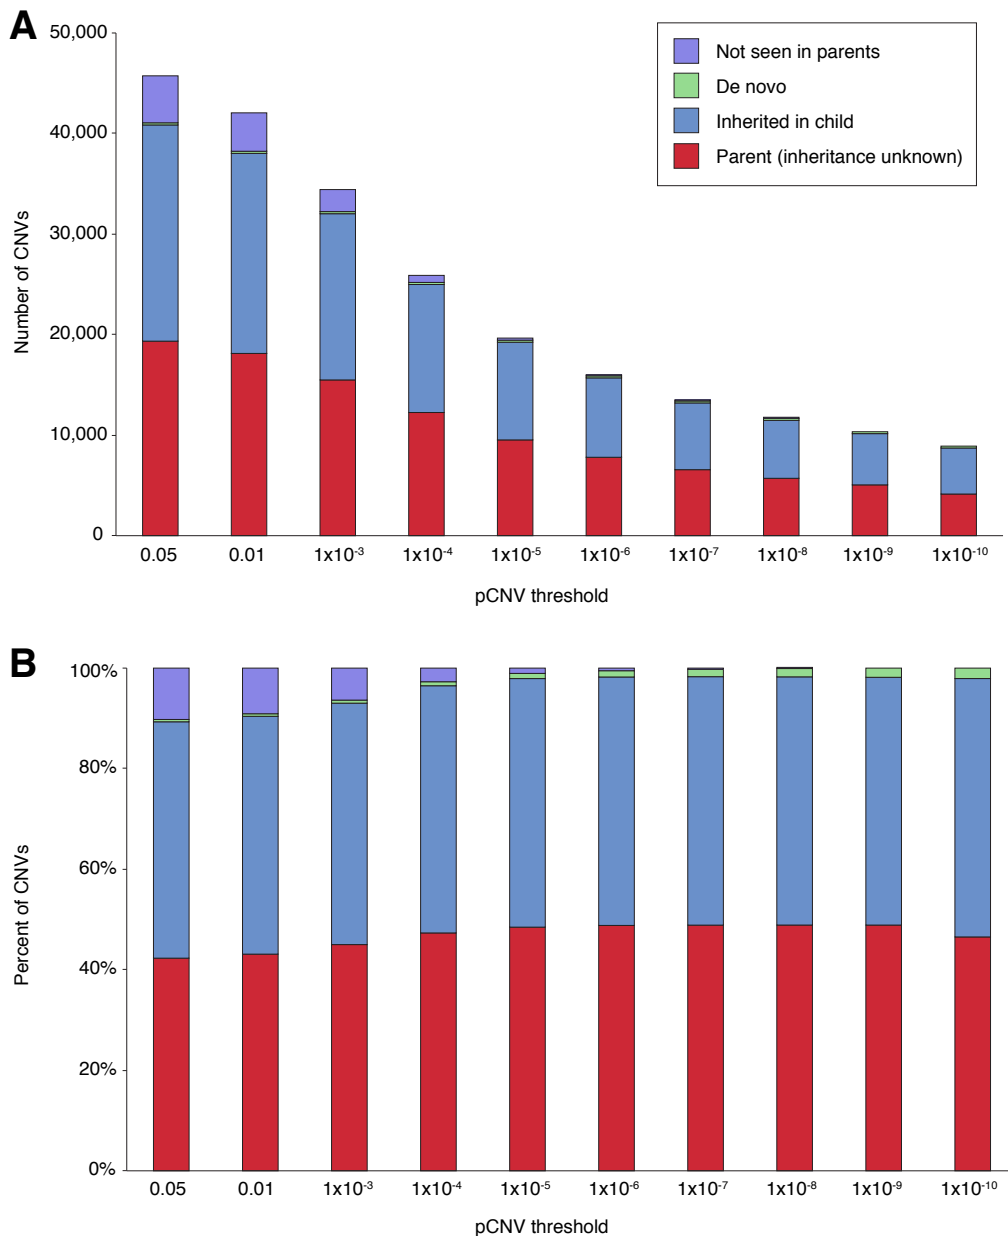 A
50,000
40,000
30,000
20,000
10,000
0
Number of CNVs
Not seen in parents
De novo
Inherited in child
Parent (inheritance unknown)
0.05 0.01 1x10⁻³ 1x10⁻⁴ 1x10⁻⁵ 1x10⁻⁶ 1x10⁻⁷ 1x10⁻⁸ 1x10⁻⁹ 1x10⁻¹⁰
pCNV threshold
B
100%
80%
60%
40%
20%
0%
Percent of CNVs
0.05 0.01 1x10⁻³ 1x10⁻⁴ 1x10⁻⁵ 1x10⁻⁶ 1x10⁻⁷ 1x10⁻⁸ 1x10⁻⁹ 1x10⁻¹⁰
pCNV threshold